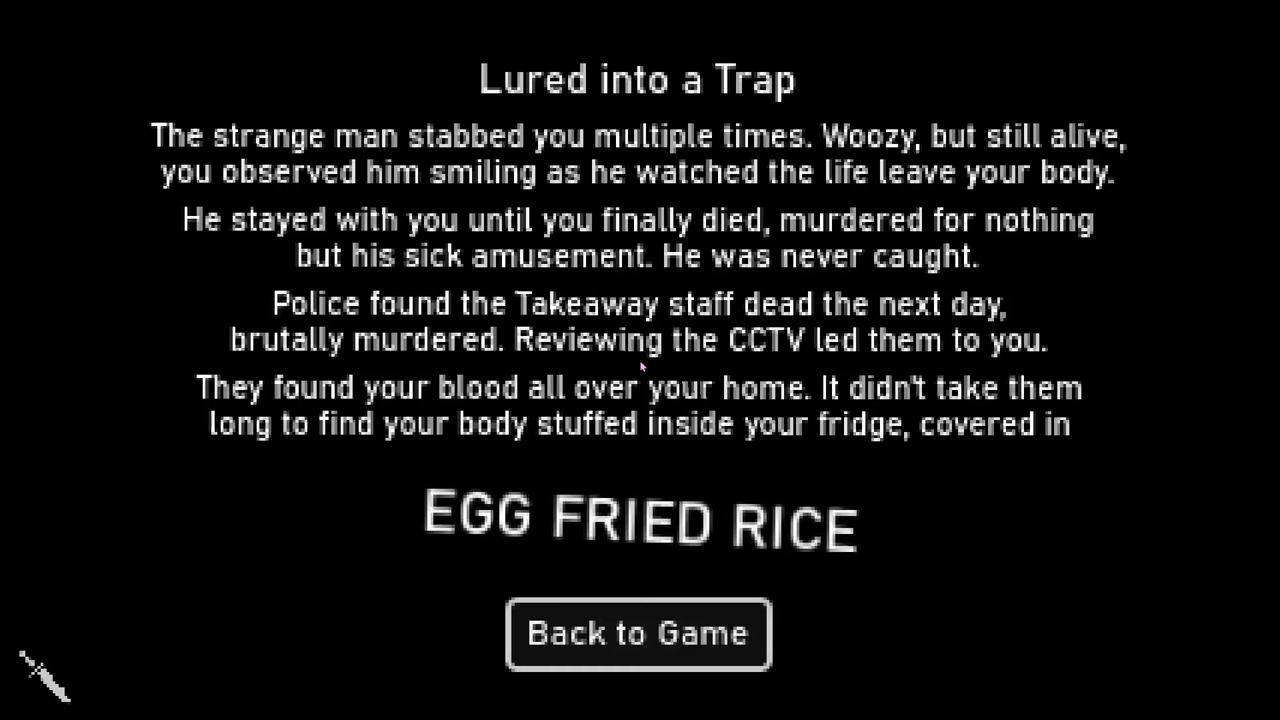 Lured into a Trap
The strange man stabbed you multiple times. Woozy, but still alive,
you observed him smiling as he watched the life leave your body.
He stayed with you until you finally died, murdered for nothing
but his sick amusement. He was never caught.
Police found the Takeaway staff dead the next day,
brutally murdered. Reviewing the CCTV led them to you.
They found your blood all over your home. It didn't take them
long to find your body stuffed inside your fridge, covered in
EGG FRIED RICE
Back to Game